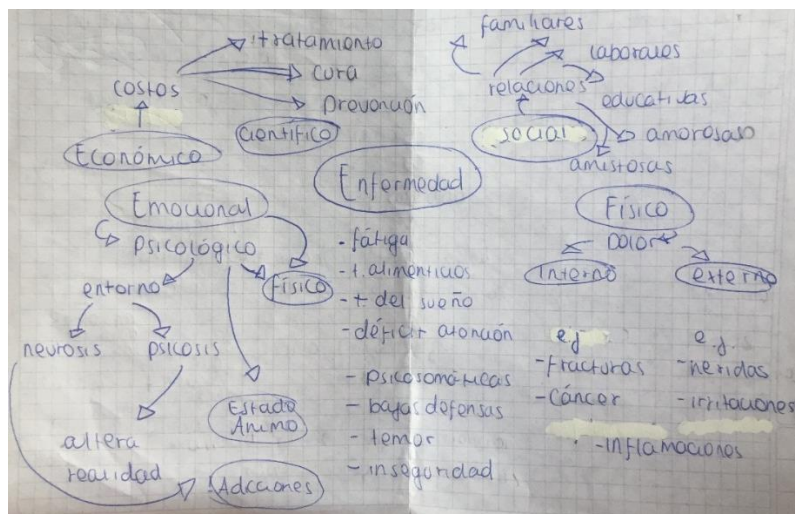 familiares
tratamiento
laborales
costos
cura
relaciones
educativas
prevención
científico
social
amorosaso
Económico
amistosas
Enfermedad
Emocional
Físico
psicológico
- fátiga
Dolor
Físico
- t. alimenticios
Interno
externo
entorno
- t del sueño
- déficit atención
e.j
e.j.
neurosis
psicosis
- fracturas
- heridas
- psicosomáticas
- Cáncer
- irritaciones
Estado
Ánimo
- bajas defensas
altera
- temor
- inflamaciones
realidad
- inseguridad
Adicciones